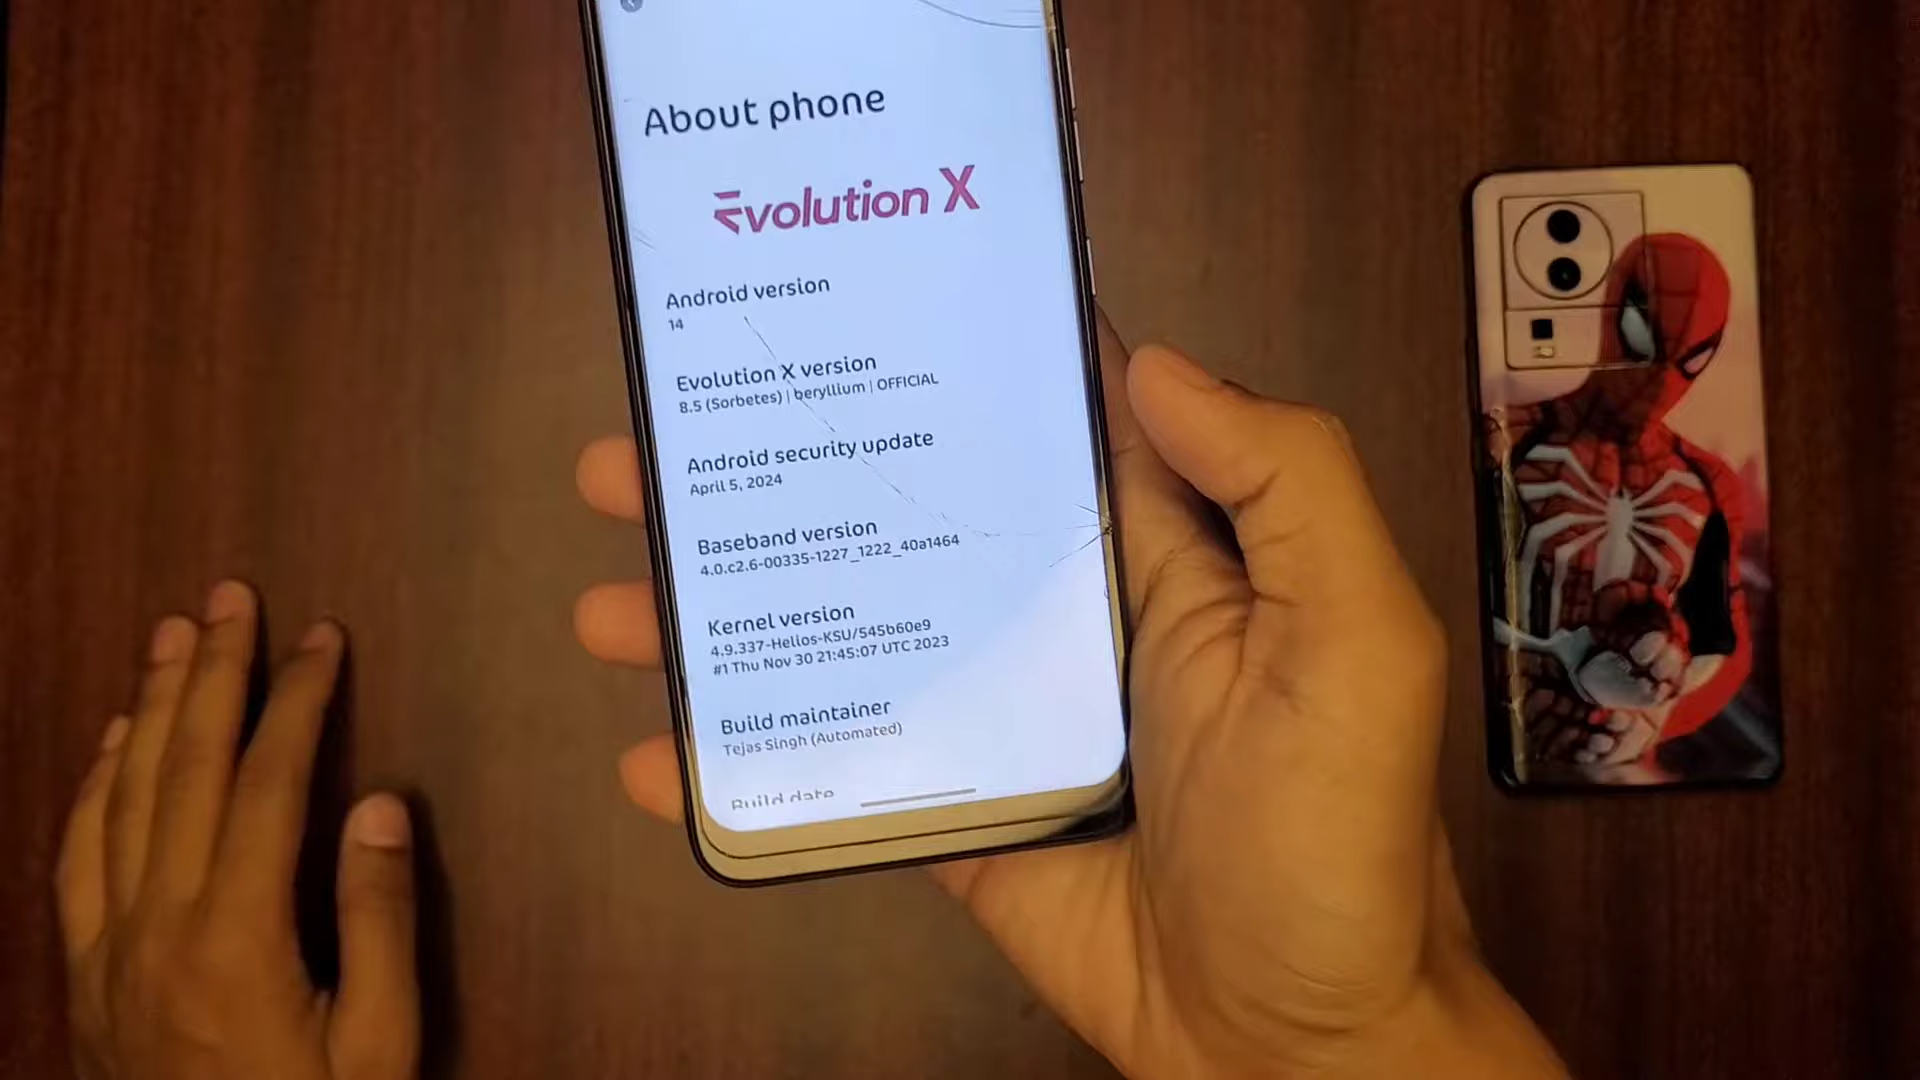 About phone
Evolution X
Android version
14
Evolution X version
8.5 (Sorbetes) | beryllium | OFFICIAL
Android security update
April 5, 2024
Baseband version
4.0.c2.6-00335-1227_1222_40a1464
Kernel version
4.9.337-Helios-KSU/545b60e9
#1 Thu Nov 30 21:45:07 UTC 2023
Build maintainer
Tejas Singh (Automated)
Build date